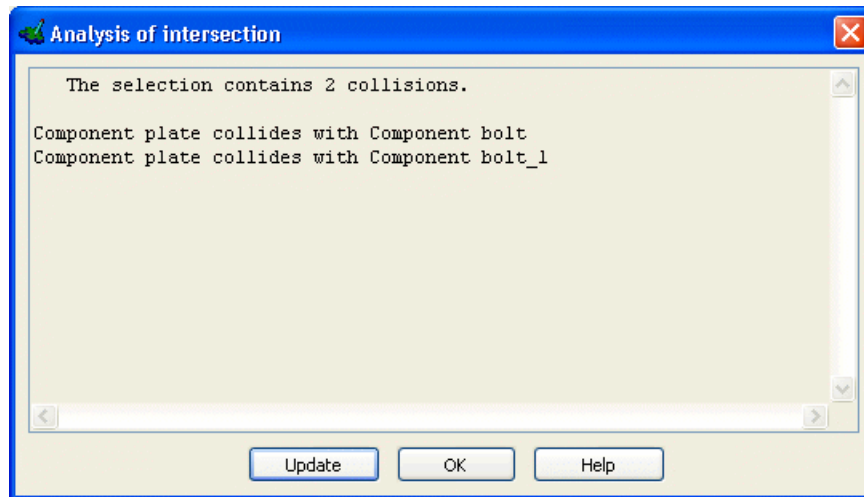 Analysis of intersection
The selection contains 2 collisions.
Component plate collides with Component bolt
Component plate collides with Component bolt_1
Update OK Help